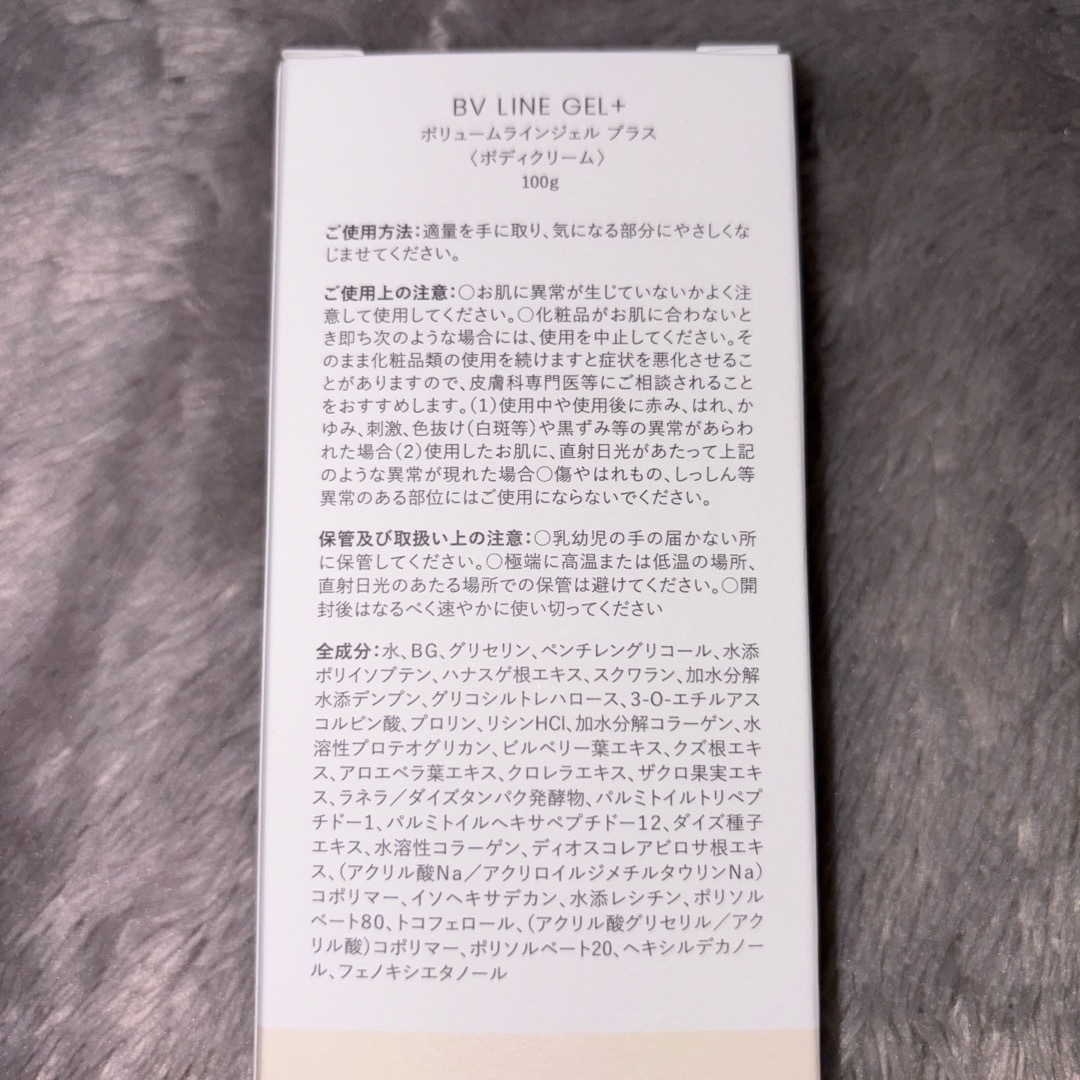 BV LINE GEL+
ボリュームラインジェル プラス
〈ボディクリーム〉
100g
ご使用方法:適量を手に取り、気になる部分にやさしくな
じませてください。
ご使用上の注意:○お肌に異常が生じていないかよく注
意して使用してください。○化粧品がお肌に合わないと
き即ち次のような場合には、使用を中止してください。そ
のまま化粧品類の使用を続けますと症状を悪化させるこ
とがありますので、皮膚科専門医等にご相談されること
をおすすめします。(1)使用中や使用後に赤み、はれ、か
ゆみ、刺激、色抜け(白斑等)や黒ずみ等の異常があらわ
れた場合(2)使用したお肌に、直射日光があたって上記
のような異常が現れた場合○傷やはれもの、しっしん等
異常のある部位にはご使用にならないでください。
保管及び取扱い上の注意:○乳幼児の手の届かない所
に保管してください。○極端に高温または低温の場所、
直射日光のあたる場所での保管は避けてください。○開
封後はなるべく速やかに使い切ってください
全成分:水、BG、グリセリン、ペンチレングリコール、水添
ポリイソブテン、ハナスゲ根エキス、スクワラン、加水分解
水添デンプン、グリコシルトレハロース、3-O-エチルアス
コルビン酸、プロリン、リシンHCl、加水分解コラーゲン、水
溶性プロテオグリカン、ビルベリー葉エキス、クズ根エキ
ス、アロエベラ葉エキス、クロレラエキス、ザクロ果実エキ
ス、ラネラ/ダイズタンパク発酵物、パルミトイルトリペプ
チドー1、パルミトイルヘキサペプチドー12、ダイズ種子
エキス、水溶性コラーゲン、ディオスコレアビロサ根エキ
ス、(アクリル酸Na/アクリロイルジメチルタウリンNa)
コポリマー、イソヘキサデカン、水添レシチン、ポリソル
ベート80、トコフェロール、(アクリル酸グリセリル/アク
リル酸)コポリマー、ポリソルベート20、ヘキシルデカノー
ル、フェノキシエタノール